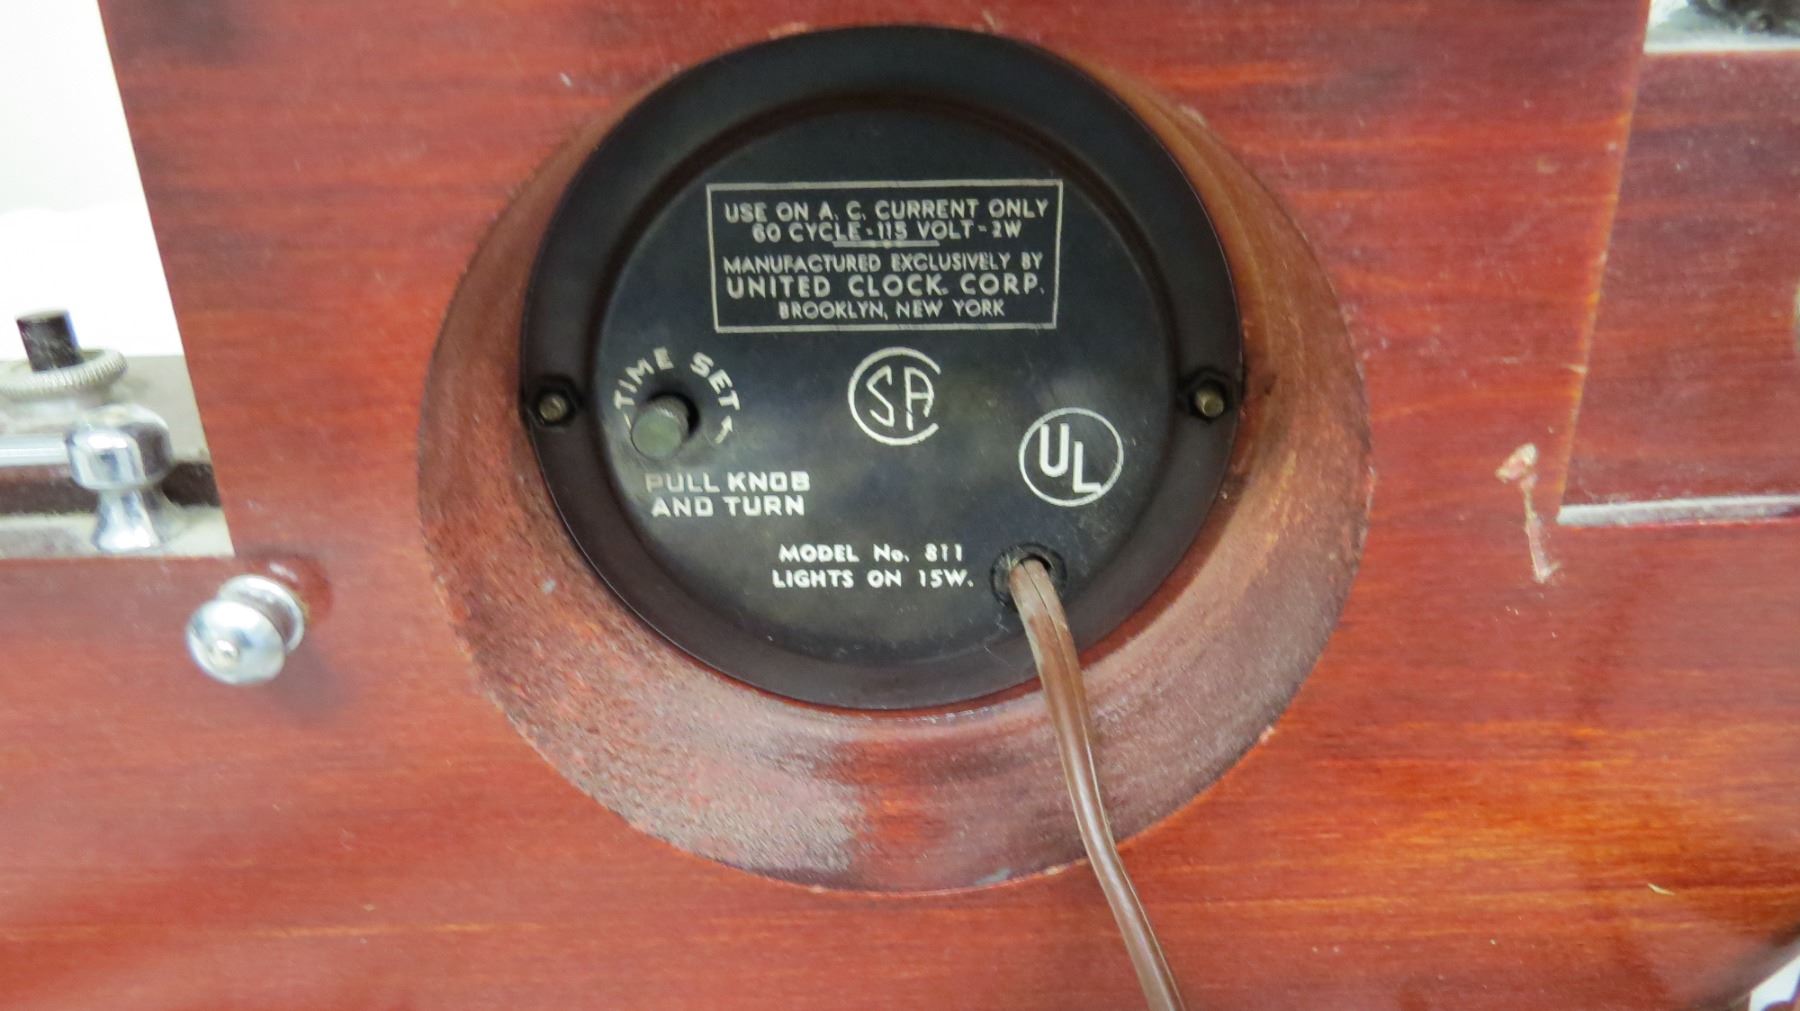 USE ON A. C. CURRENT ONLY
60 CYCLE - 115 VOLT - 2W
MANUFACTURED EXCLUSIVELY BY
UNITED CLOCK CORP.
BROOKLYN, NEW YORK
TIME SET
PULL KNOB
AND TURN
CSA
UL
MODEL No. 811
LIGHTS ON 15W.